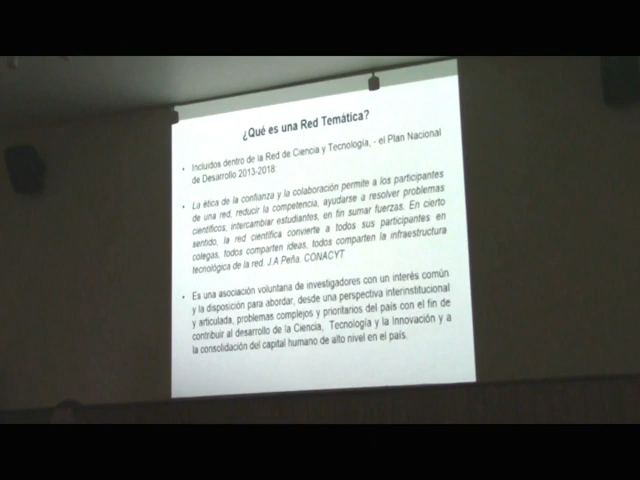 ¿Qué es una Red Temática?
• Incluidos dentro de la Red de Ciencia y Tecnología, - el Plan Nacional
de Desarrollo 2013-2018:
• La ética de la confianza y la colaboración permite a los participantes
de una red, reducir la competencia, ayudarse a resolver problemas
científicos, intercambiar estudiantes, en fin sumar fuerzas. En cierto
sentido, la red científica convierte a todos sus participantes en
colegas, todos comparten ideas, todos comparten la infraestructura
tecnológica de la red. J.A Peña. CONACYT
• Es una asociación voluntaria de investigadores con un interés común
y la disposición para abordar, desde una perspectiva interinstitucional
y articulada, problemas complejos y prioritarios del país con el fin de
contribuir al desarrollo de la Ciencia, Tecnología y la Innovación y a
la consolidación del capital humano de alto nivel en el país.